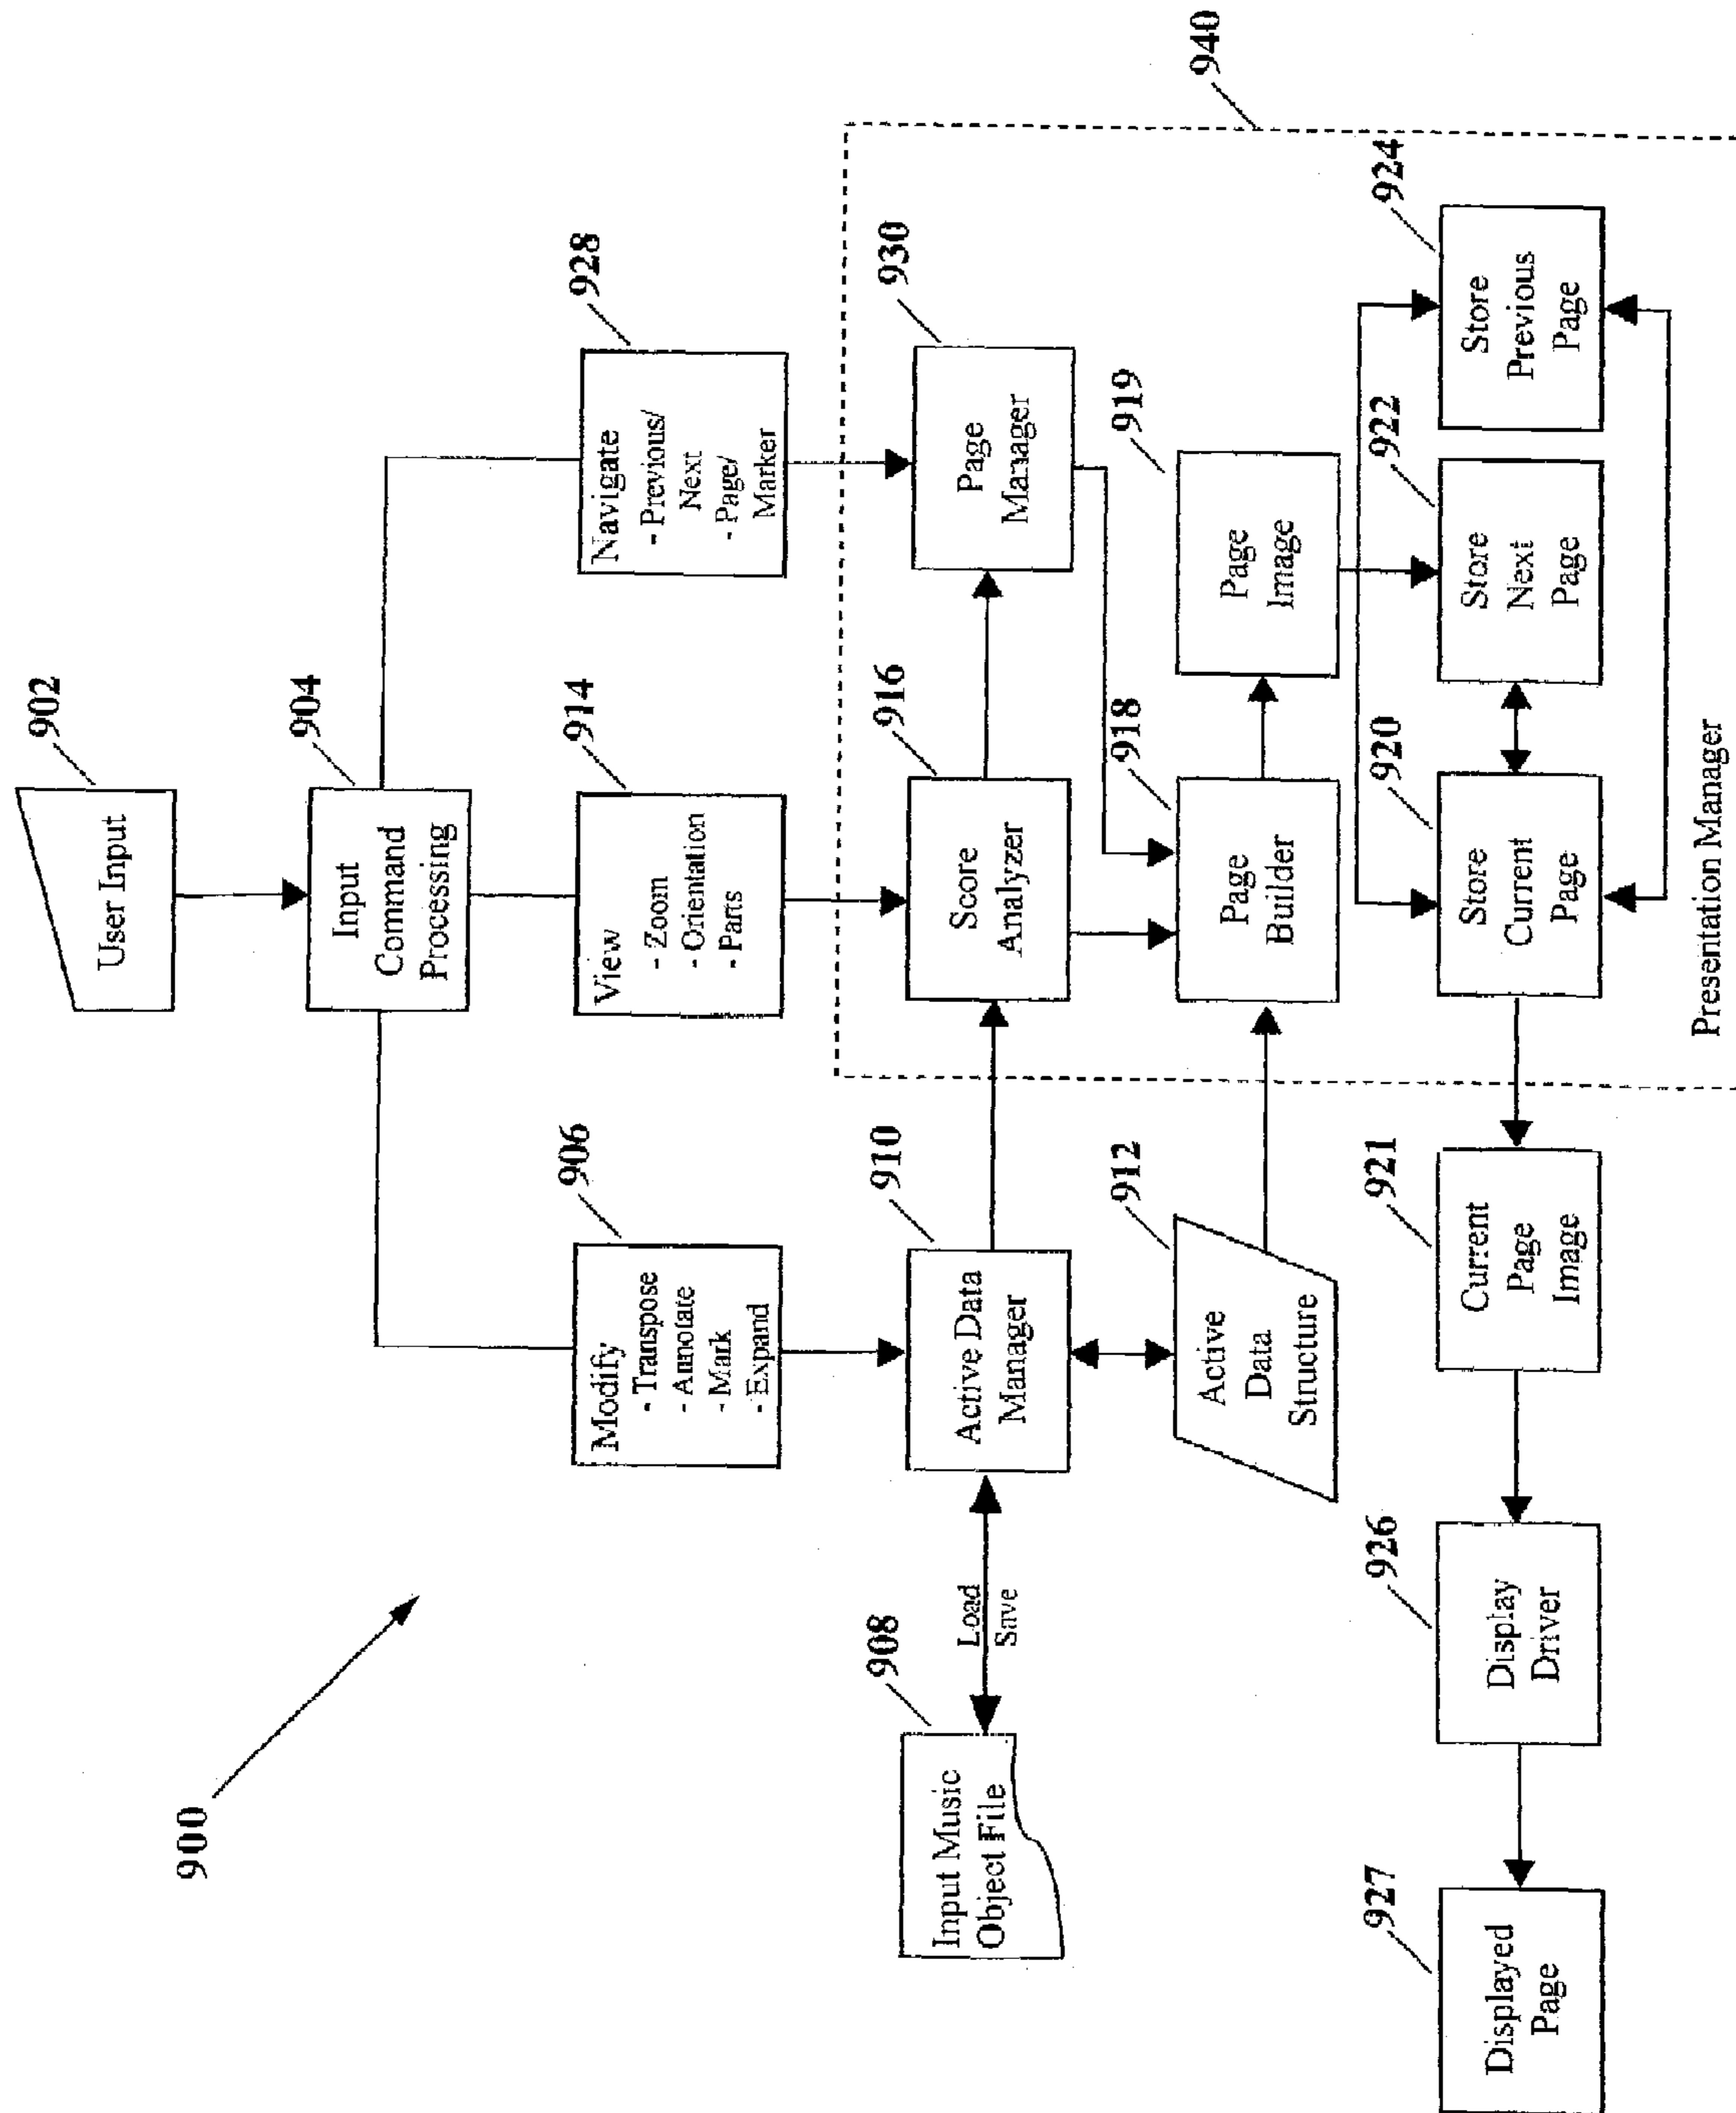 900
902
User Input
904
Input
Command
Processing
906
Modify
- Transpose
- Annotate
- Mark
- Expand
914
View
- Zoom
- Orientation
- Parts
928
Navigate
- Previous/
Next
- Page/
Marker
940
908
Input Music
Object File
Load
Save
910
Active Data
Manager
916
Score
Analyzer
930
Page
Manager
912
Active
Data
Structure
918
Page
Builder
919
Page
Image
927
Displayed
Page
926
Display
Driver
921
Current
Page
Image
920
Store
Current
Page
922
Store
Next
Page
924
Store
Previous
Page
Presentation Manager